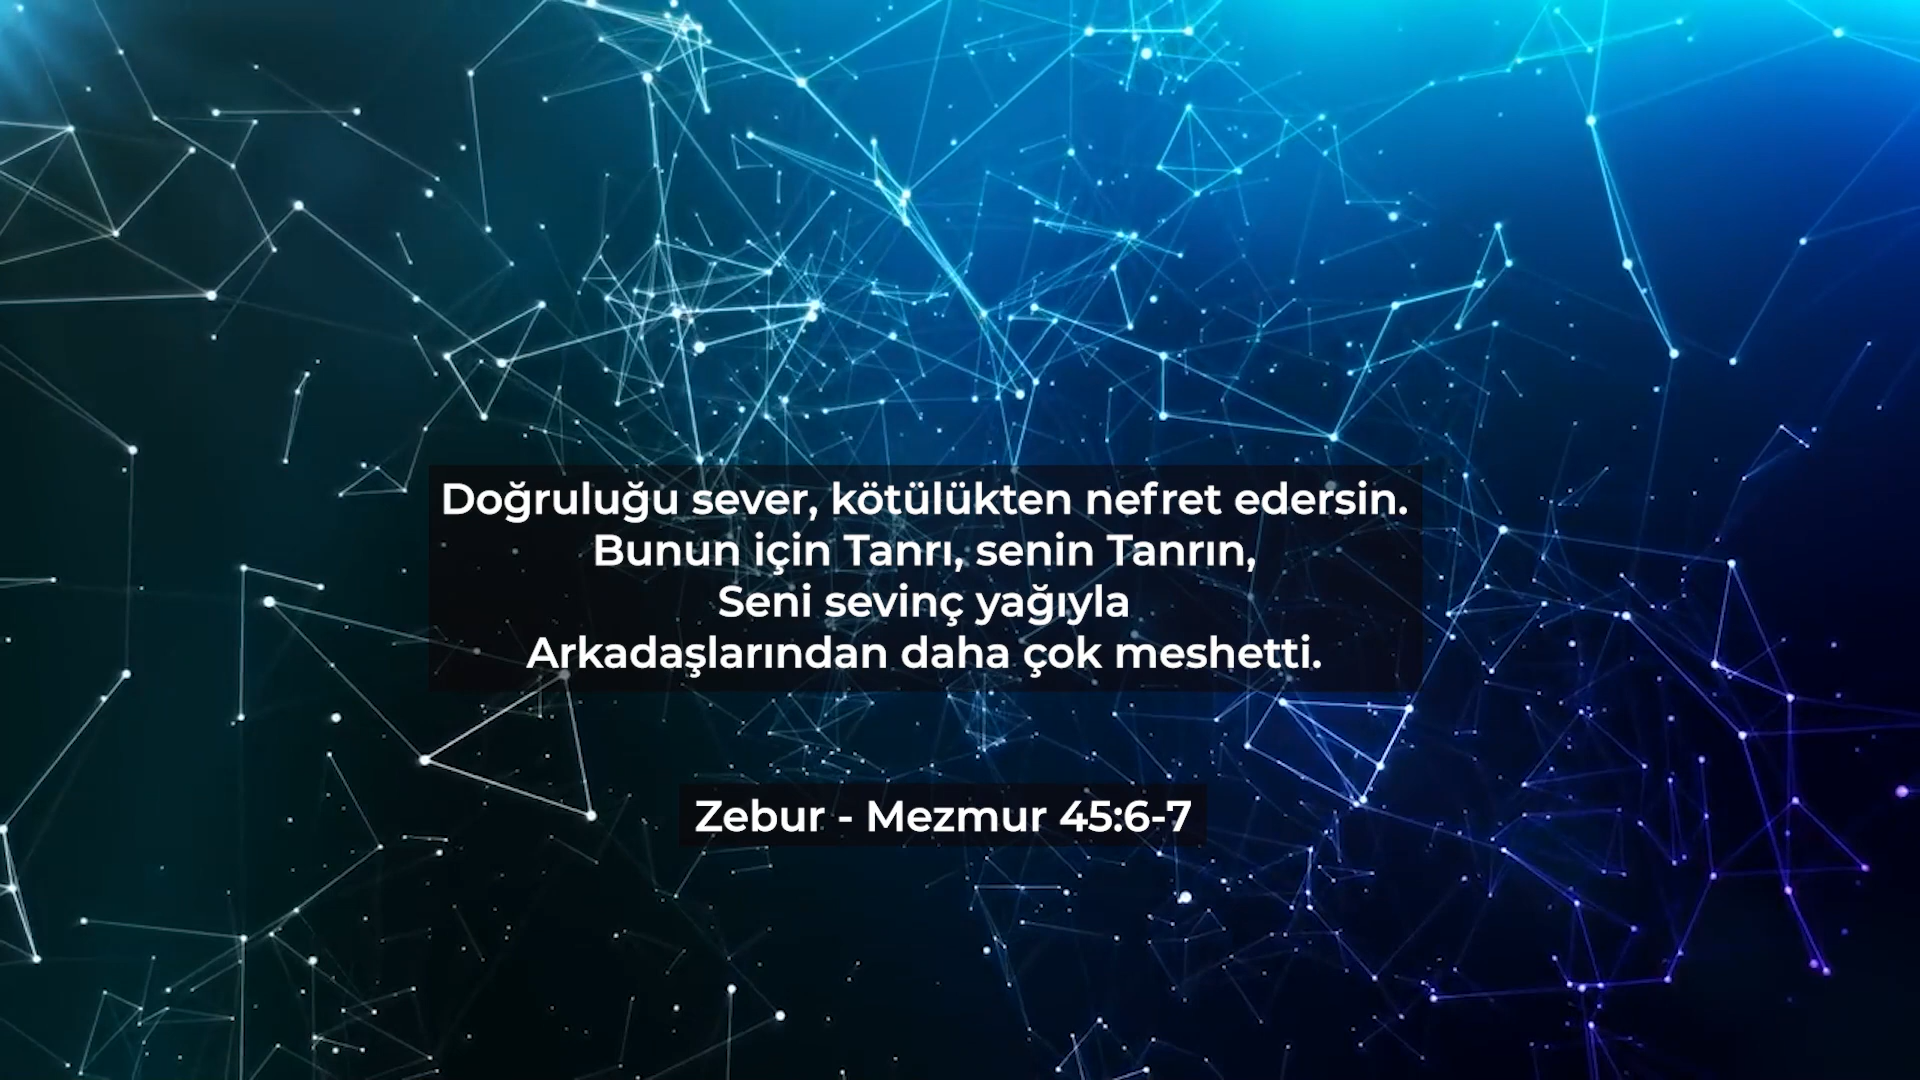 Doğruluğu sever, kötülükten nefret edersin.
Bunun için Tanrı, senin Tanrın,
Seni sevinç yağıyla
Arkadaşlarından daha çok meshetti.
Zebur - Mezmur 45:6-7